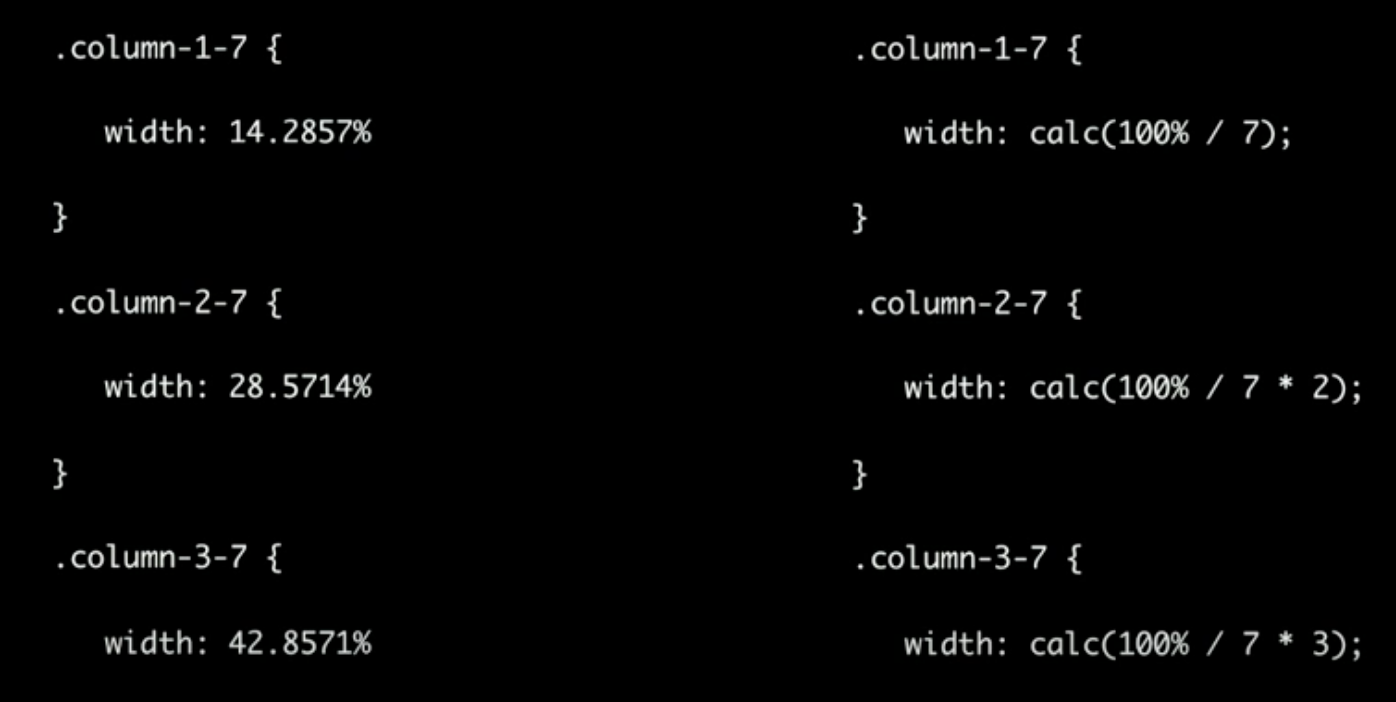 .column-1-7 {
width: 14.2857%
}
.column-2-7 {
width: 28.5714%
}
.column-3-7 {
width: 42.8571%
.column-1-7 {
width: calc(100% / 7);
}
.column-2-7 {
width: calc(100% / 7 * 2);
}
.column-3-7 {
width: calc(100% / 7 * 3);